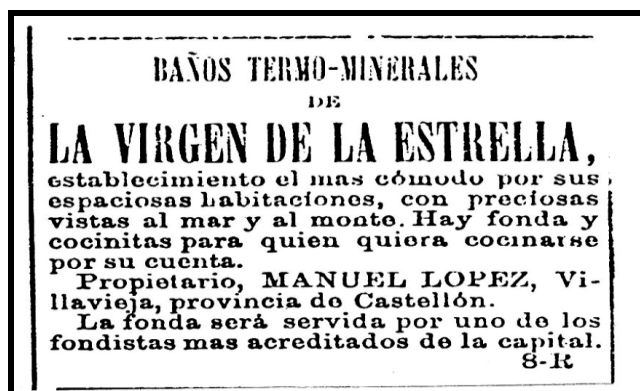 BAÑOS TERMO-MINERALES
DE
LA VIRGEN DE LA ESTRELLA,
establecimiento el mas cómodo por sus
espaciosas habitaciones, con preciosas
vistas al mar y al monte. Hay fonda y
cocinitas para quien quiera cocinarse
por su cuenta.
Propietario, MANUEL LOPEZ, Vi-
llavieja, provincia de Castellón.
La fonda será servida por uno de los
fondistas mas acreditados de la capital.
8-R